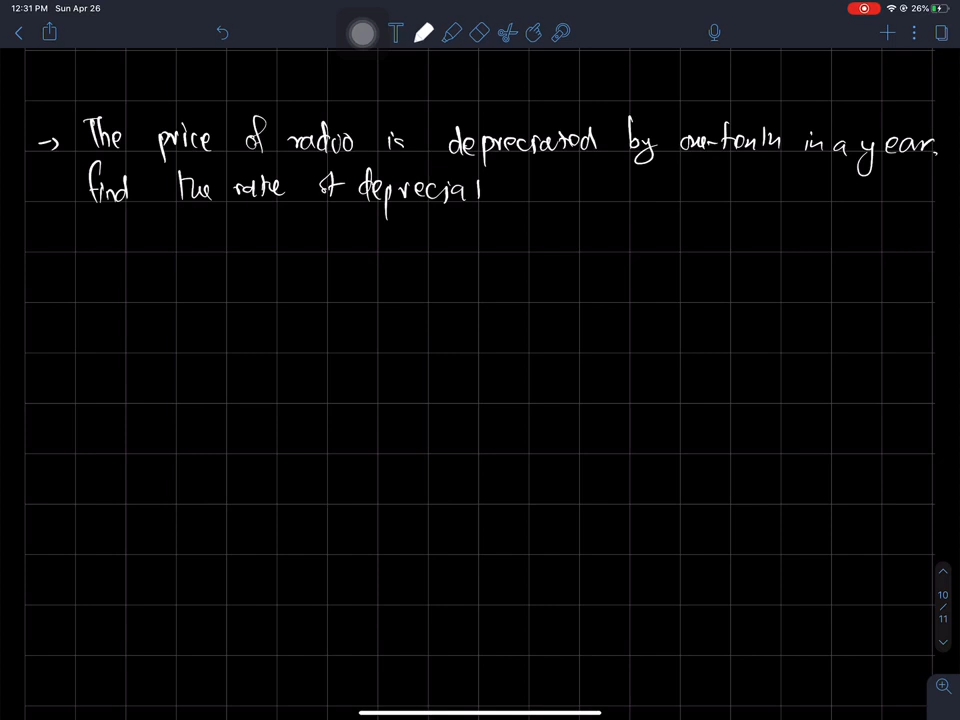 12:31 PM Sun Apr 26
26%
T
→ The price of radio is depreciated by one-tenth in a year.
find the rate of depreciat
10
/
11